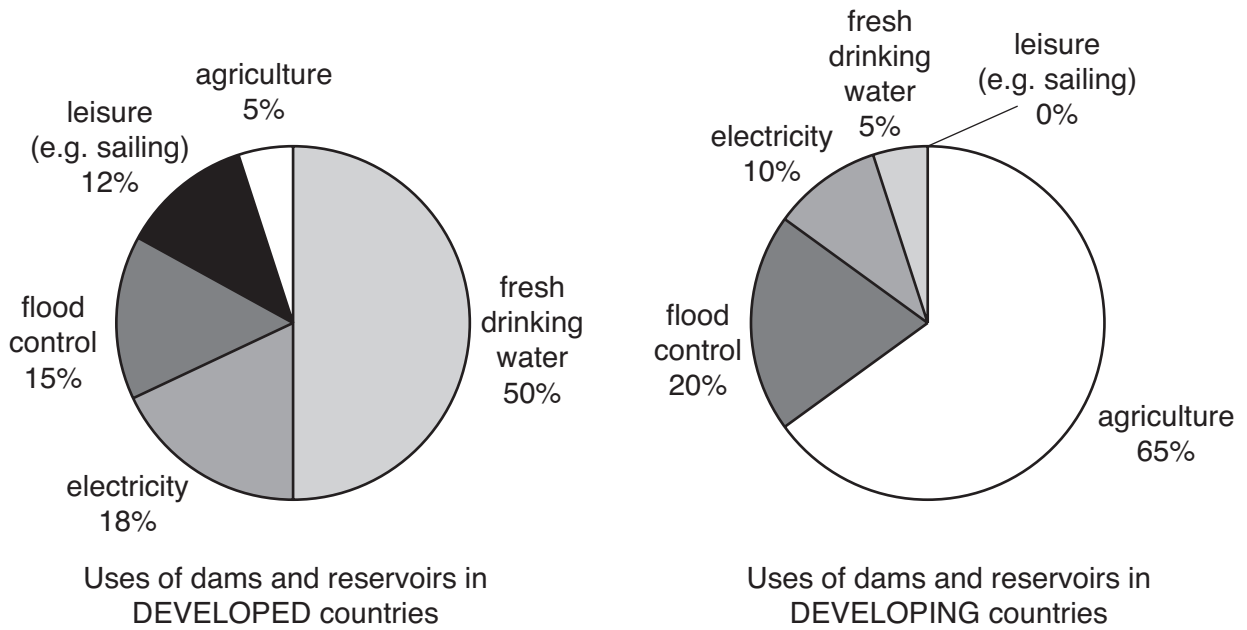 agriculture
5%
leisure
(e.g. sailing)
12%
flood
control
15%
electricity
18%
fresh
drinking
water
50%
Uses of dams and reservoirs in
DEVELOPED countries
fresh
drinking
water
5%
leisure
(e.g. sailing)
0%
electricity
10%
flood
control
20%
agriculture
65%
Uses of dams and reservoirs in
DEVELOPING countries